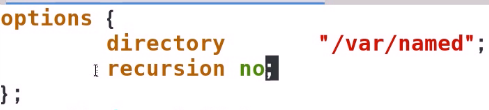 options {
directory "/var/named";
recursion no;
};